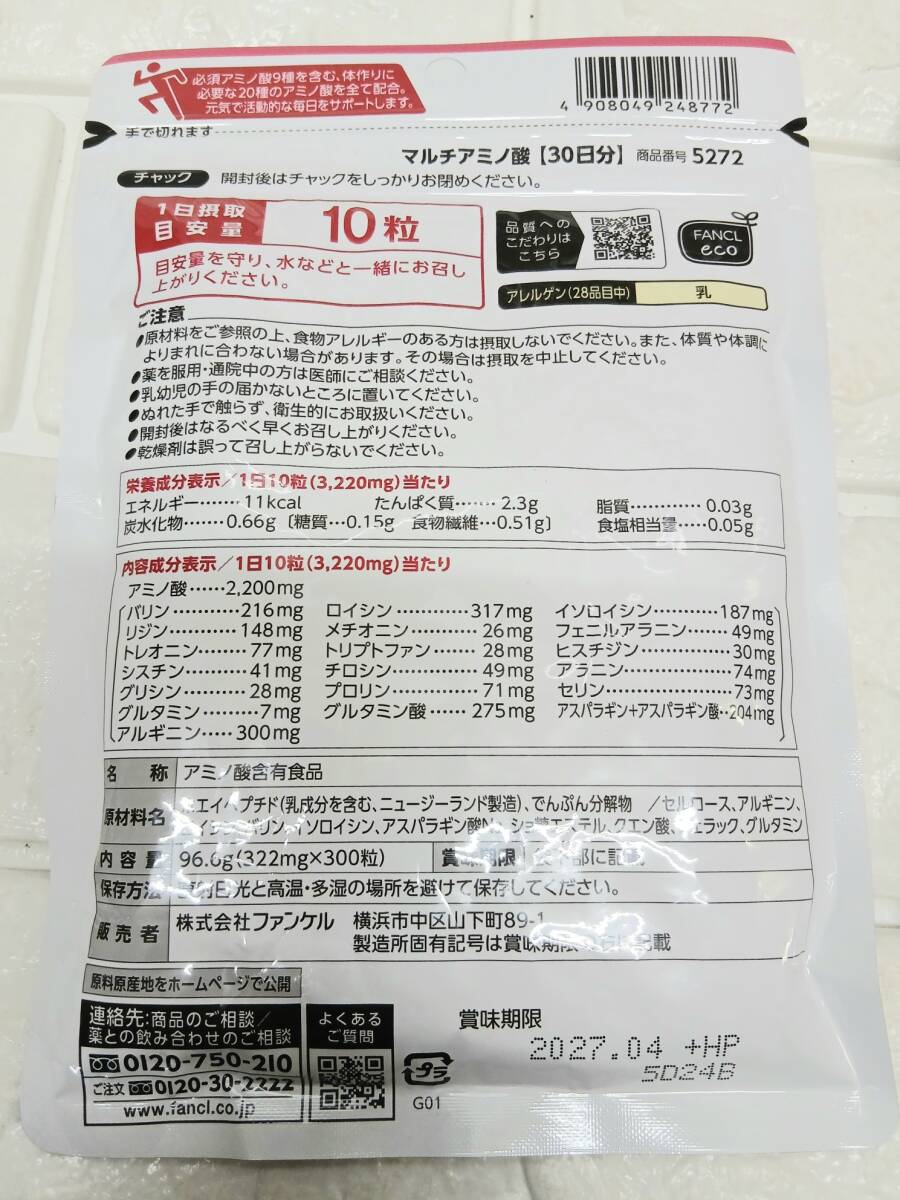 必須アミノ酸9種を含む、体作りに
必要な20種のアミノ酸を全て配合。
元気で活動的な毎日をサポートします。
4 908049 248772
手で切れます
マルチアミノ酸【30日分】 商品番号 5272
チャック 開封後はチャックをしっかりお閉めください。
1日摂取
目安量
10粒
目安量を守り、水などと一緒にお召し
上がりください。
品質への
こだわりは
こちら
FANCL
eco
アレルゲン(28品目中) 乳
ご注意
●原材料をご参照の上、食物アレルギーのある方は摂取しないでください。また、体質や体調に
よりまれに合わない場合があります。その場合は摂取を中止してください。
●薬を服用・通院中の方は医師にご相談ください。
●乳幼児の手の届かないところに置いてください。
●ぬれた手で触らず、衛生的にお取扱いください。
●開封後はなるべく早くお召し上がりください。
●乾燥剤は誤って召し上がらないでください。
栄養成分表示/1日10粒(3,220mg)当たり
エネルギー……11kcal たんぱく質……2.3g 脂質…………0.03g
炭水化物……0.66g〔糖質…0.15g 食物繊維…0.51g〕 食塩相当量……0.05g
内容成分表示/1日10粒(3,220mg)当たり
アミノ酸……2,200mg
バリン…………216mg ロイシン…………317mg イソロイシン…………187mg
リジン…………148mg メチオニン…………26mg フェニルアラニン……49mg
トレオニン………77mg トリプトファン………28mg ヒスチジン……………30mg
シスチン…………41mg チロシン……………49mg アラニン………………74mg
グリシン…………28mg プロリン……………71mg セリン…………………73mg
グルタミン………7mg グルタミン酸……275mg アスパラギン+アスパラギン酸‥204mg
アルギニン……300mg
名称 アミノ酸含有食品
原材料名 ホエイペプチド(乳成分を含む、ニュージーランド製造)、でんぷん分解物 /セルロース、アルギニン、
バリン、イソロイシン、アスパラギン酸Na、ショ糖エステル、クエン酸、シェラック、グルタミン
内容量 96.6g(322mg×300粒) 賞味期限 下部に記載
保存方法 直射日光と高温・多湿の場所を避けて保存してください。
販売者 株式会社ファンケル 横浜市中区山下町89-1
製造所固有記号は賞味期限 記載
原料原産地をホームページで公開
連絡先:商品のご相談/
薬との飲み合わせのご相談
0120-750-210
ご注文 0120-30-2222
www.fancl.co.jp
よくある
ご質問
プラ
G01
賞味期限
2027.04 +HP
5D24B